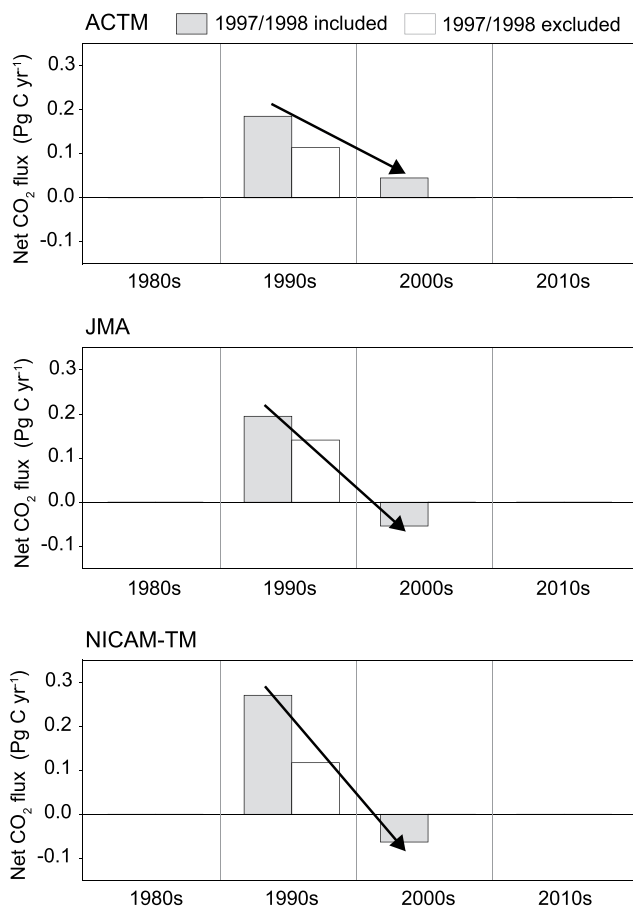 ACTM 1997/1998 included 1997/1998 excluded
Net CO₂ flux (Pg C yr⁻¹)
0.3
0.2
0.1
0.0
-0.1
1980s 1990s 2000s 2010s
JMA
Net CO₂ flux (Pg C yr⁻¹)
0.3
0.2
0.1
0.0
-0.1
1980s 1990s 2000s 2010s
NICAM-TM
Net CO₂ flux (Pg C yr⁻¹)
0.3
0.2
0.1
0.0
-0.1
1980s 1990s 2000s 2010s